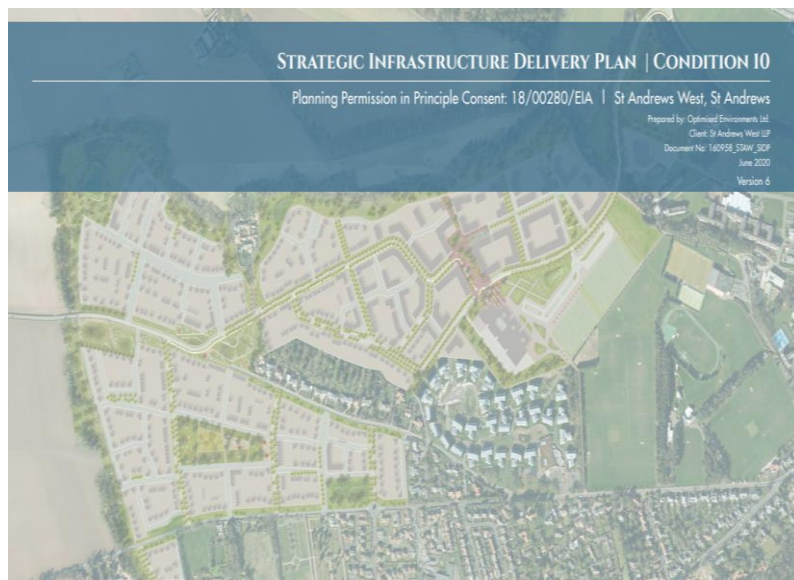 STRATEGIC INFRASTRUCTURE DELIVERY PLAN | CONDITION 10
Planning Permission in Principle Consent: 18/00280/EIA | St Andrews West, St Andrews
Prepared by: Optimised Environments Ltd.
Client: St Andrews West LLP
Document No: 160958_STAW_SIDP
June 2020
Version 6